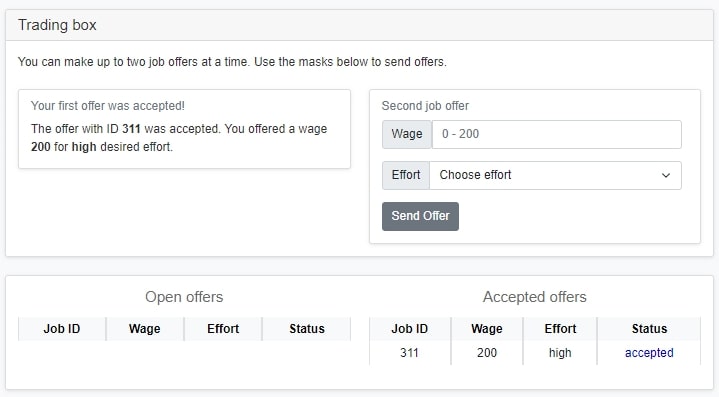 Trading box
You can make up to two job offers at a time. Use the masks below to send offers.
Your first offer was accepted!
The offer with ID 311 was accepted. You offered a wage
200 for high desired effort.
Second job offer
Wage 0 - 200
Effort Choose effort
Send Offer
Open offers
Job ID Wage Effort Status
Accepted offers
Job ID Wage Effort Status
311 200 high accepted